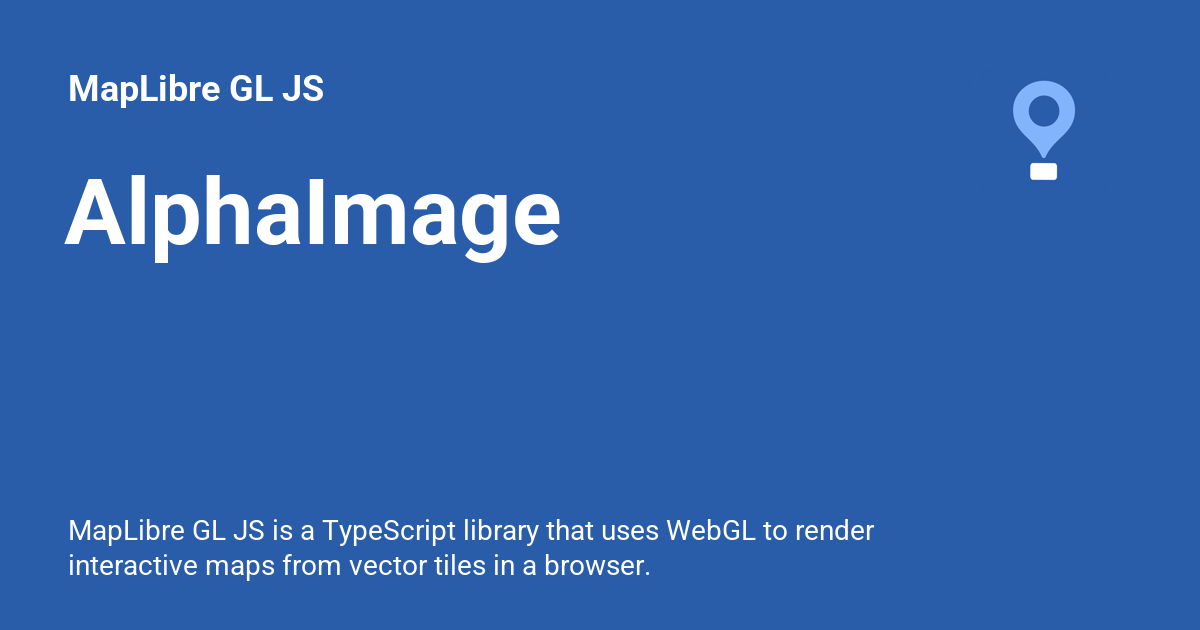 MapLibre GL JS
AlphaImage
MapLibre GL JS is a TypeScript library that uses WebGL to render
interactive maps from vector tiles in a browser.